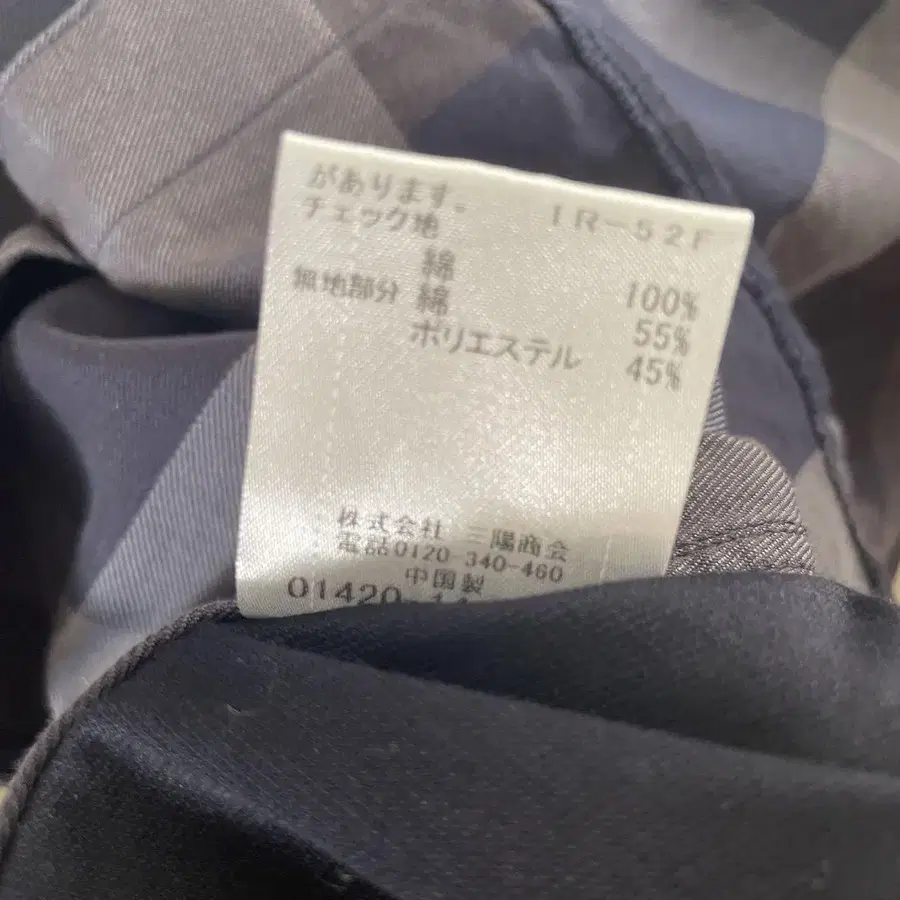 があります。
チェック地 IR-52F
綿 100%
無地部分 綿 55%
ポリエステル 45%
株式会社 三陽商会
電話0120-340-460
中国製
01420-11